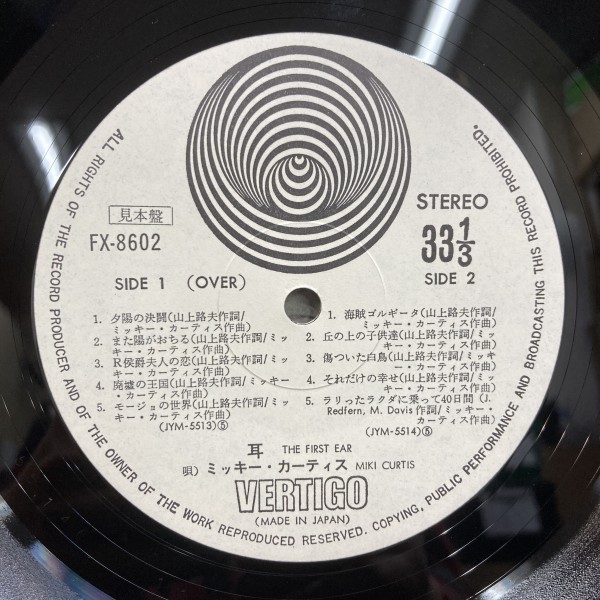 ALL RIGHTS OF THE RECORD PRODUCER AND OF THE OWNER OF THE WORK REPRODUCED RESERVED. COPYING, PUBLIC PERFORMANCE AND BROADCASTING THIS RECORD PROHIBITED.
見本盤
FX-8602
STEREO
33 1/3
SIDE 1 (OVER)
1. 夕陽の決闘(山上路夫作詞/
ミッキー・カーティス作曲)
2. また陽がおちる(山上路夫作詞/ミッ
キー・カーティス作曲)
3. R侯爵夫人の恋(山上路夫作詞/ミッ
キー・カーティス作曲)
4. 廃墟の王国(山上路夫作詞/ミッキー
・カーティス作曲)
5. モージョの世界(山上路夫作詞/ミッ
キー・カーティス作曲)
(JYM-5513)⑤
SIDE 2
1. 海賊ゴルギータ(山上路夫作詞/
ミッキー・カーティス作曲)
2. 丘の上の子供達(山上路夫作詞/ミッ
キー・カーティス作曲)
3. 傷ついた白鳥(山上路夫作詞/ミッキ
ー・カーティス作曲)
4. それだけの幸せ(山上路夫作詞/ミッ
キー・カーティス作曲)
5. ラリったラクダに乗って40日間(J.
Redfern, M. Davis作詞/ミッキー・
カーティス作曲)
(JYM-5514)⑤
耳 THE FIRST EAR
唄) ミッキー・カーティス MIKI CURTIS
VERTIGO
(MADE IN JAPAN)